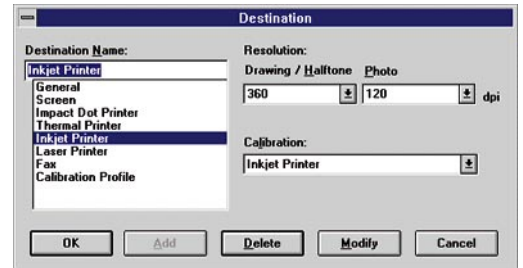 Destination
Destination Name:
Inkjet Printer
General
Screen
Impact Dot Printer
Thermal Printer
Inkjet Printer
Laser Printer
Fax
Calibration Profile
Resolution:
Drawing / Halftone Photo
360 120 dpi
Calibration:
Inkjet Printer
OK Add Delete Modify Cancel